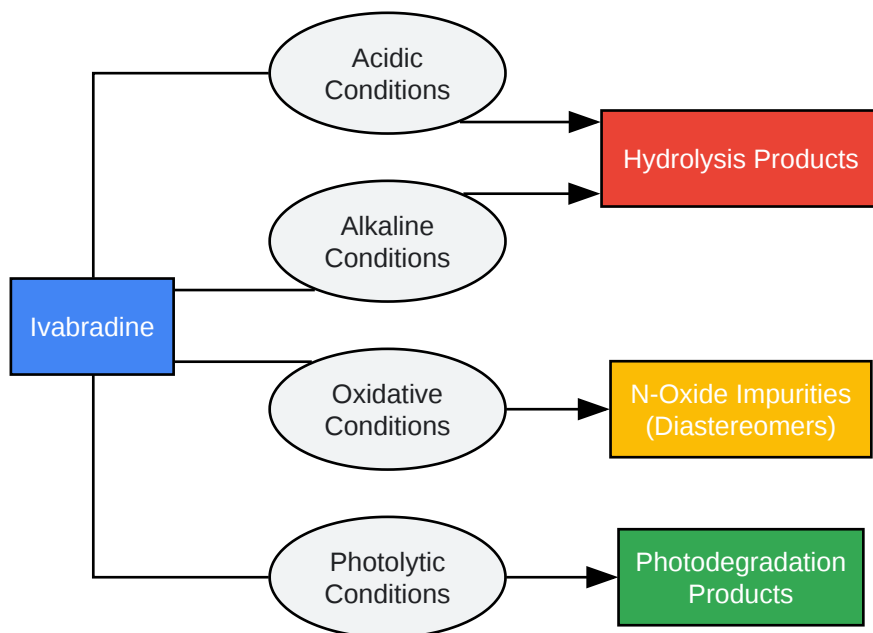 Acidic
Conditions
Hydrolysis Products
Alkaline
Conditions
Ivabradine
Oxidative
Conditions
N-Oxide Impurities
(Diastereomers)
Photolytic
Conditions
Photodegradation
Products